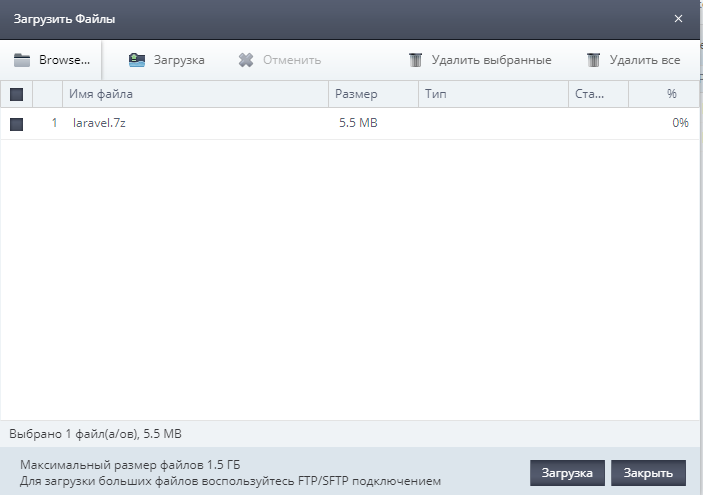 Загрузить Файлы ×
Browse... Загрузка Отменить Удалить выбранные Удалить все
Имя файла Размер Тип Ста... %
1 laravel.7z 5.5 MB 0%
Выбрано 1 файл(а/ов), 5.5 MB
Максимальный размер файлов 1.5 ГБ
Для загрузки больших файлов воспользуйтесь FTP/SFTP подключением
Загрузка Закрыть